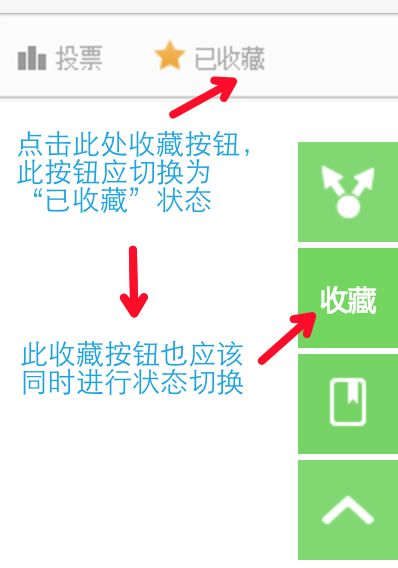 投票 已收藏
点击此处收藏按钮，
此按钮应切换为
“已收藏”状态
收藏
此收藏按钮也应该
同时进行状态切换